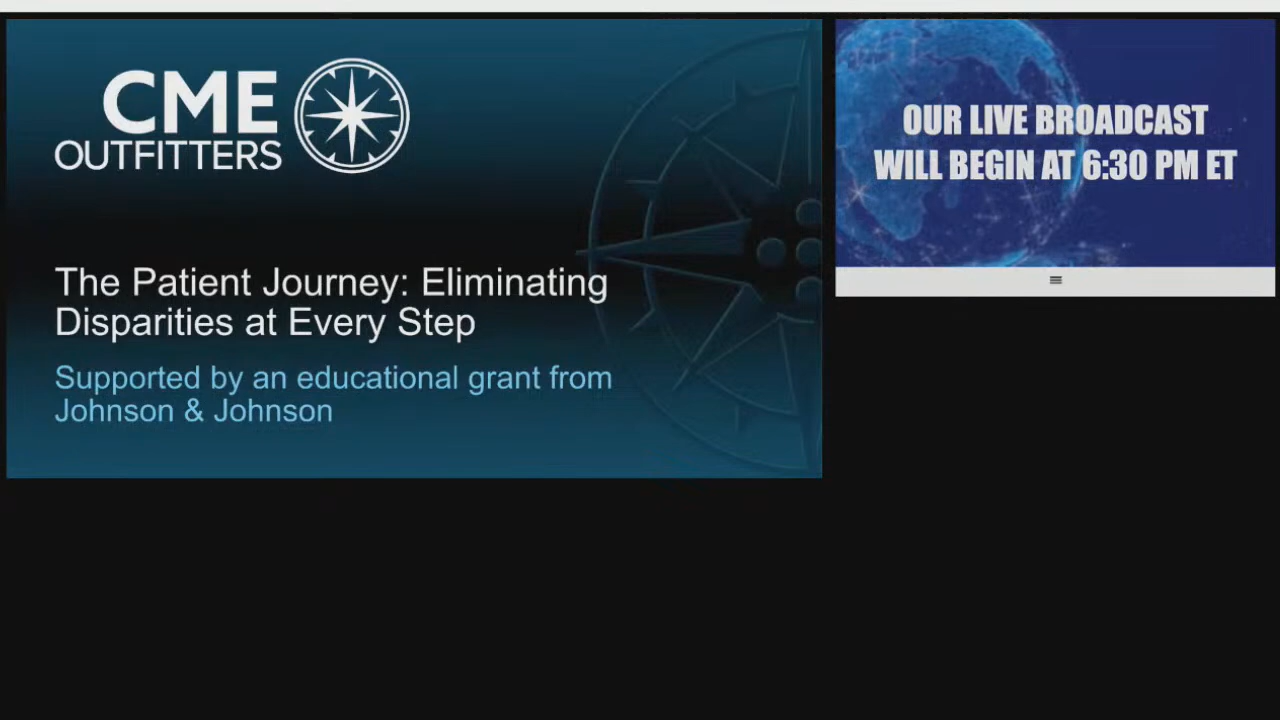 CME
OUTFITTERS
The Patient Journey: Eliminating
Disparities at Every Step
Supported by an educational grant from
Johnson & Johnson
OUR LIVE BROADCAST
WILL BEGIN AT 6:30 PM ET